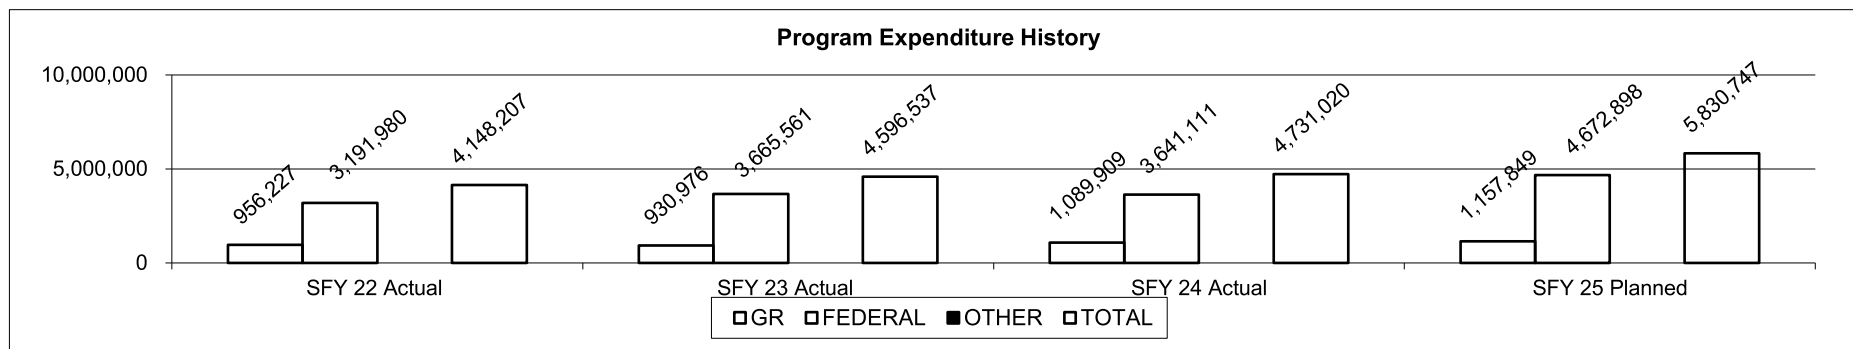 Program Expenditure History
10,000,000
5,000,000
0
956,227
3,191,980
4,148,207
930,976
3,665,561
4,596,537
1,089,909
3,641,111
4,731,020
1,157,849
4,672,898
5,830,747
SFY 22 Actual
SFY 23 Actual
SFY 24 Actual
SFY 25 Planned
GR FEDERAL OTHER TOTAL